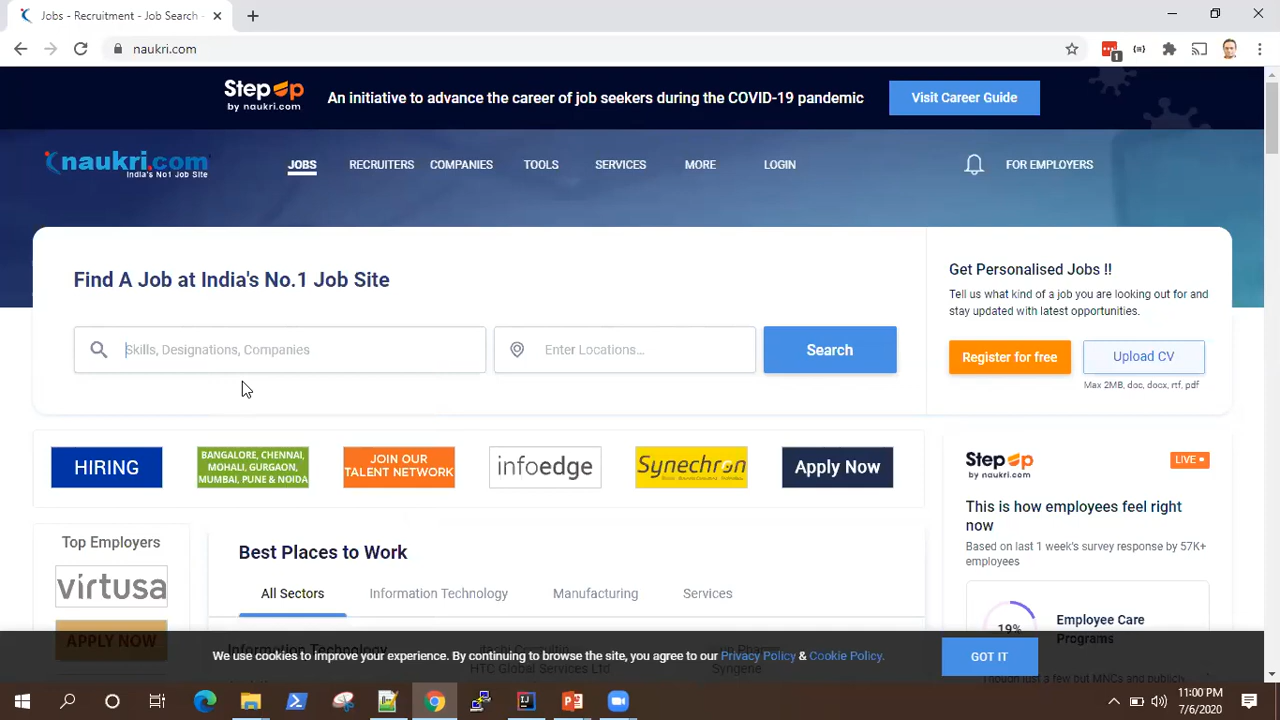 Jobs - Recruitment - Job Search -
naukri.com
1
StepUp
by naukri.com
An initiative to advance the career of job seekers during the COVID-19 pandemic
Visit Career Guide
naukri.com
India's No1 Job Site
JOBS
RECRUITERS
COMPANIES
TOOLS
SERVICES
MORE
LOGIN
FOR EMPLOYERS
Find A Job at India's No.1 Job Site
Skills, Designations, Companies
Enter Locations...
Search
Get Personalised Jobs !!
Tell us what kind of a job you are looking out for and
stay updated with latest opportunities.
Register for free
Upload CV
Max 2MB, doc, docx, rtf, pdf
HIRING
BANGALORE, CHENNAI,
MOHALI, GURGAON,
MUMBAI, PUNE & NOIDA
JOIN OUR
TALENT NETWORK
infoedge
Synechron
Apply Now
StepUp
by naukri.com
LIVE
This is how employees feel right
now
Based on last 1 week's survey response by 57K+
employees
19%
Employee Care
Programs
Top Employers
virtusa
APPLY NOW
Best Places to Work
All Sectors
Information Technology
Manufacturing
Services
Information Technology
HTC Global Services Ltd
Syngene
We use cookies to improve your experience. By continuing to browse the site, you agree to our Privacy Policy & Cookie Policy.
GOT IT
11:00 PM
7/6/2020